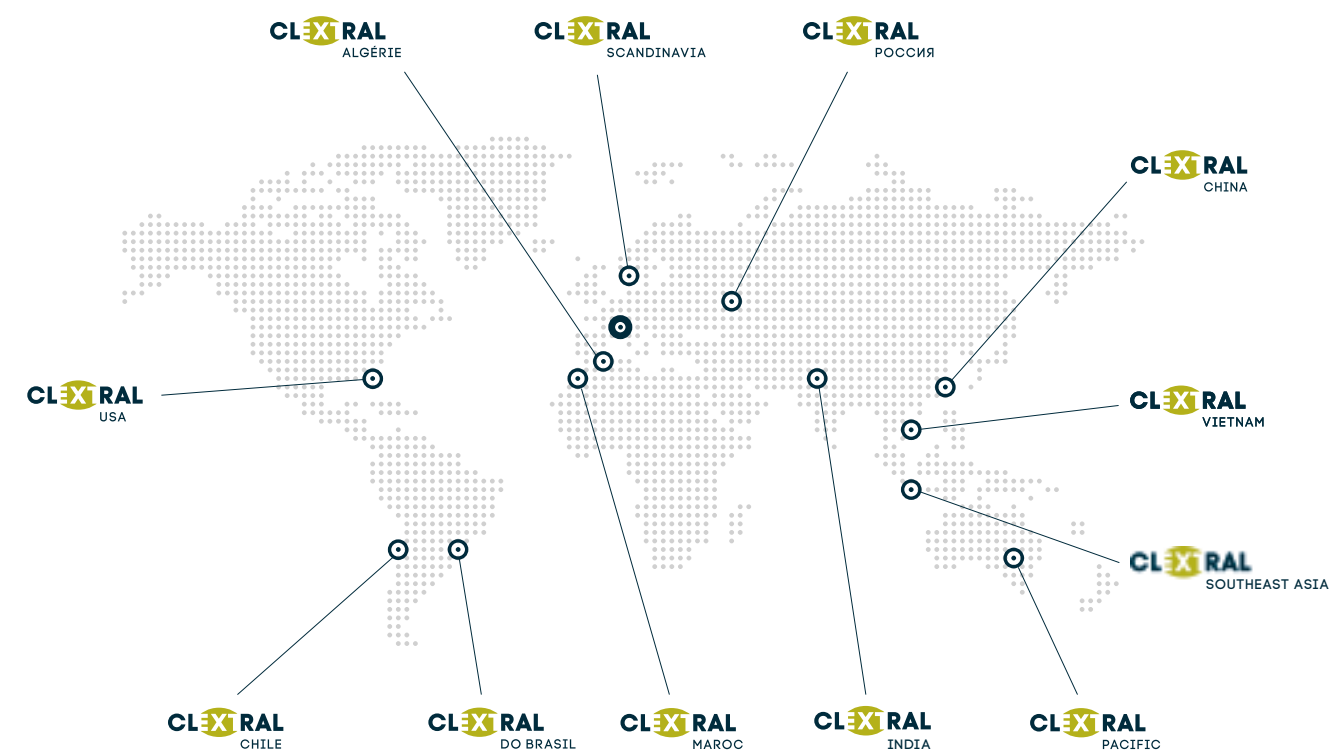 CLEXTRAL
ALGÉRIE
CLEXTRAL
SCANDINAVIA
CLEXTRAL
РОССИЯ
CLEXTRAL
CHINA
CLEXTRAL
USA
CLEXTRAL
VIETNAM
CLEXTRAL
SOUTHEAST ASIA
CLEXTRAL
CHILE
CLEXTRAL
DO BRASIL
CLEXTRAL
MAROC
CLEXTRAL
INDIA
CLEXTRAL
PACIFIC